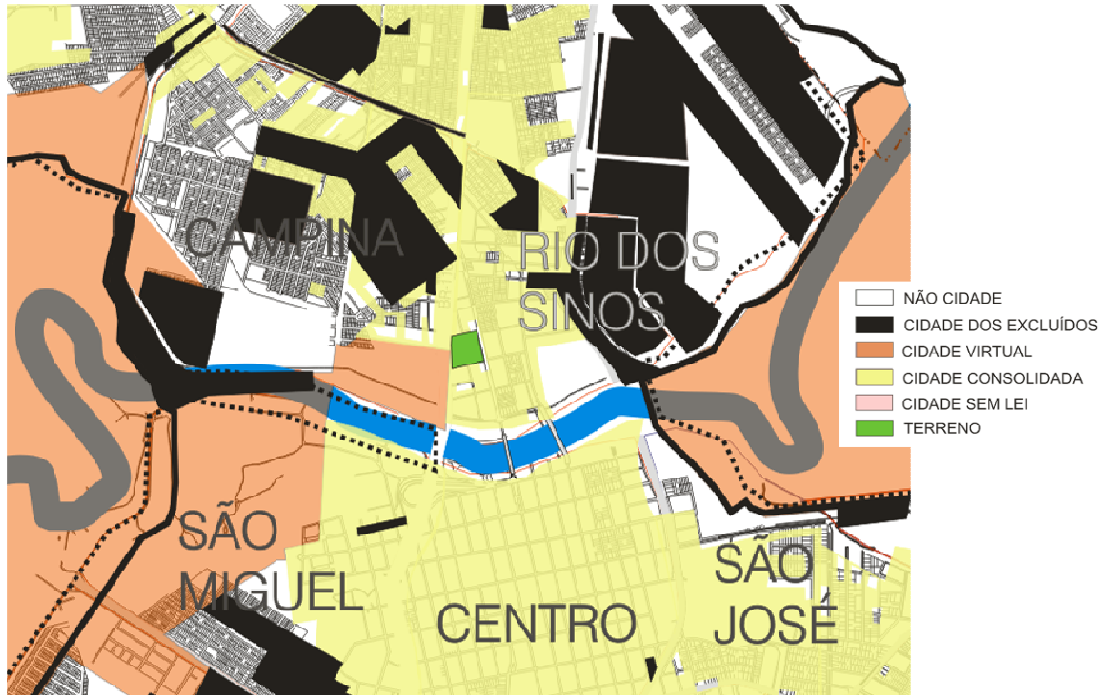 CAMPINA
RIO DOS
SINOS
NÃO CIDADE
CIDADE DOS EXCLUÍDOS
CIDADE VIRTUAL
CIDADE CONSOLIDADA
CIDADE SEM LEI
TERRENO
SÃO
MIGUEL
CENTRO
SÃO
JOSÉ